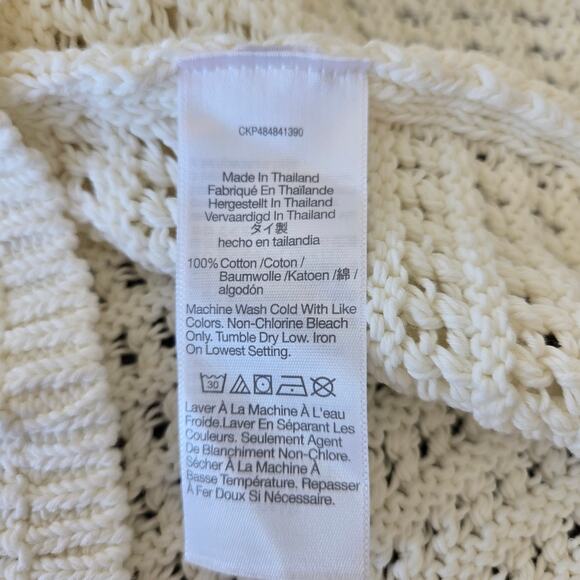 CKP484841390
Made In Thailand
Fabriqué En Thaïlande
Hergestellt In Thailand
Vervaardigd In Thailand
タイ製
hecho en tailandia
100% Cotton /Coton /
Baumwolle /Katoen /綿 /
algodón
Machine Wash Cold With Like
Colors. Non-Chlorine Bleach
Only. Tumble Dry Low. Iron
On Lowest Setting.
30
Laver À La Machine À L'eau
Froide.Laver En Séparant Les
Couleurs. Seulement Agent
De Blanchiment Non-Chlore.
Sécher À La Machine À
Basse Température. Repasser
À Fer Doux Si Nécessaire.